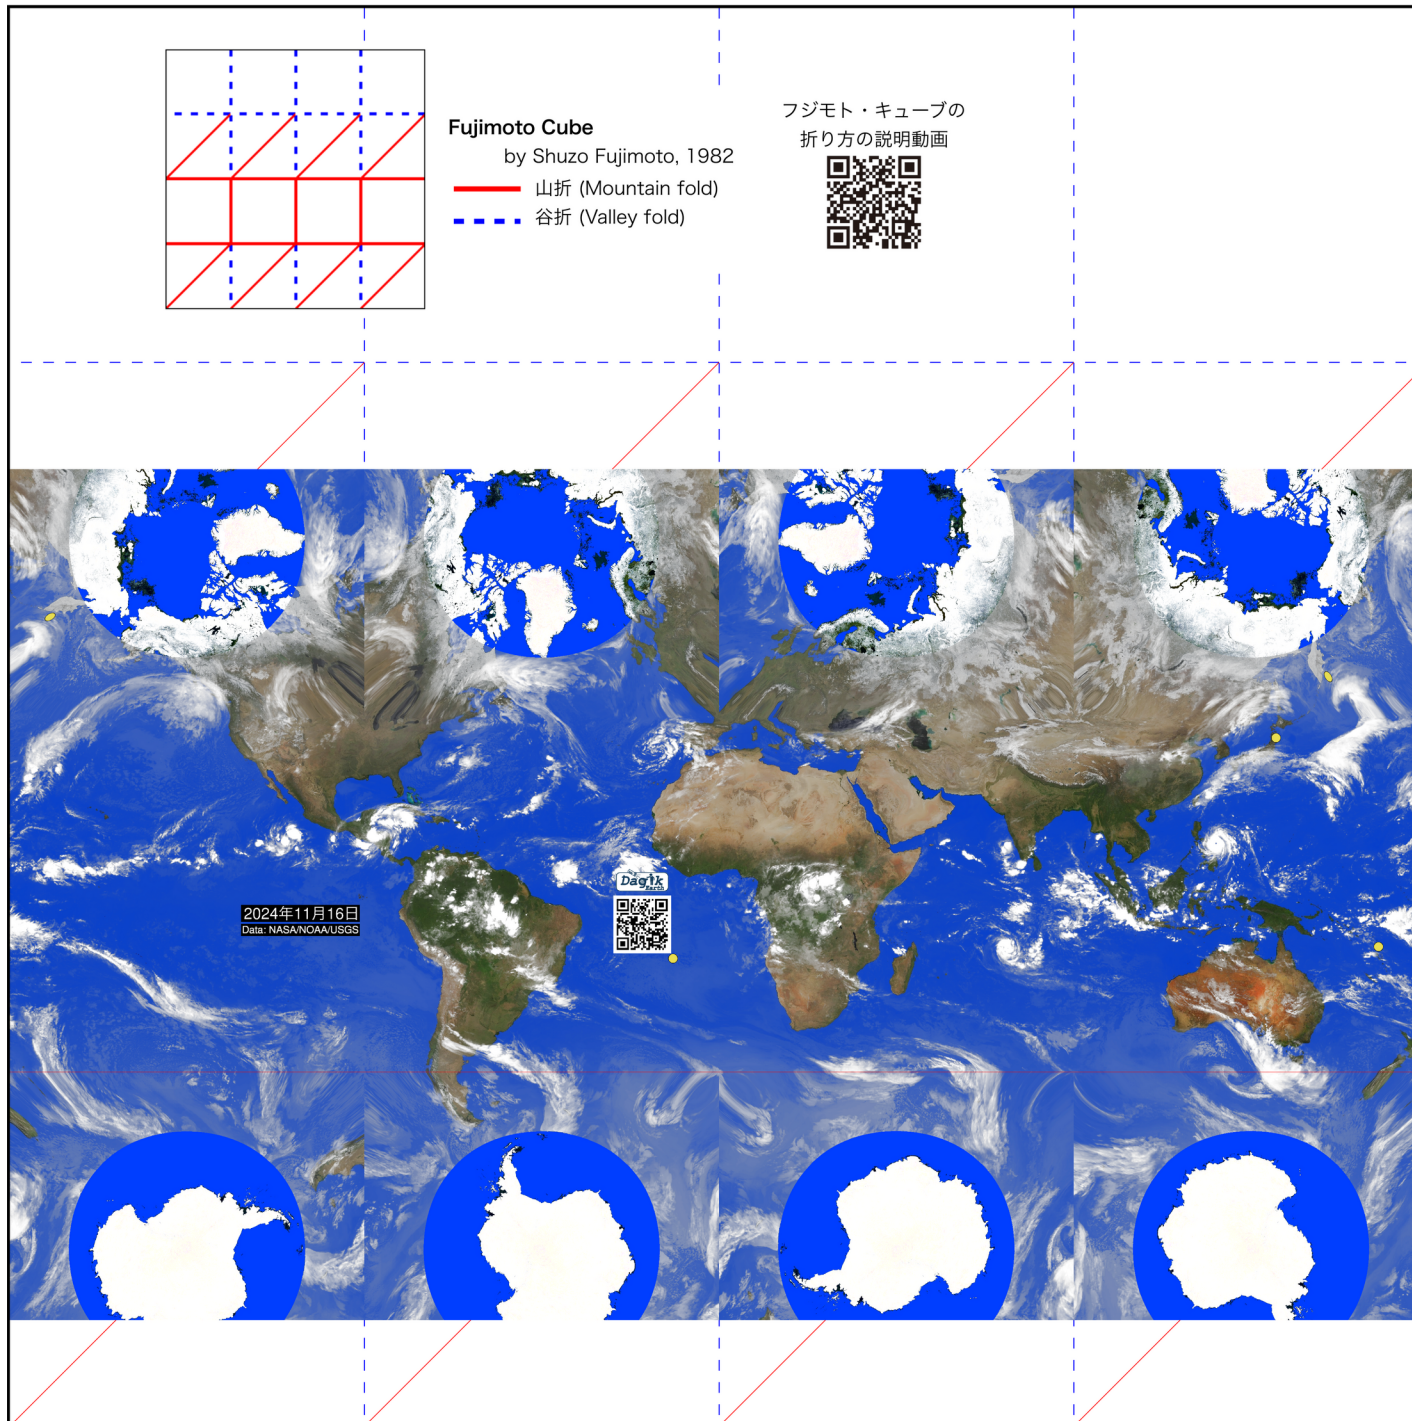 Fujimoto Cube
by Shuzo Fujimoto, 1982
山折 (Mountain fold)
谷折 (Valley fold)
フジモト・キューブの
折り方の説明動画
Dagik
Earth
2024年11月16日
Data: NASA/NOAA/USGS